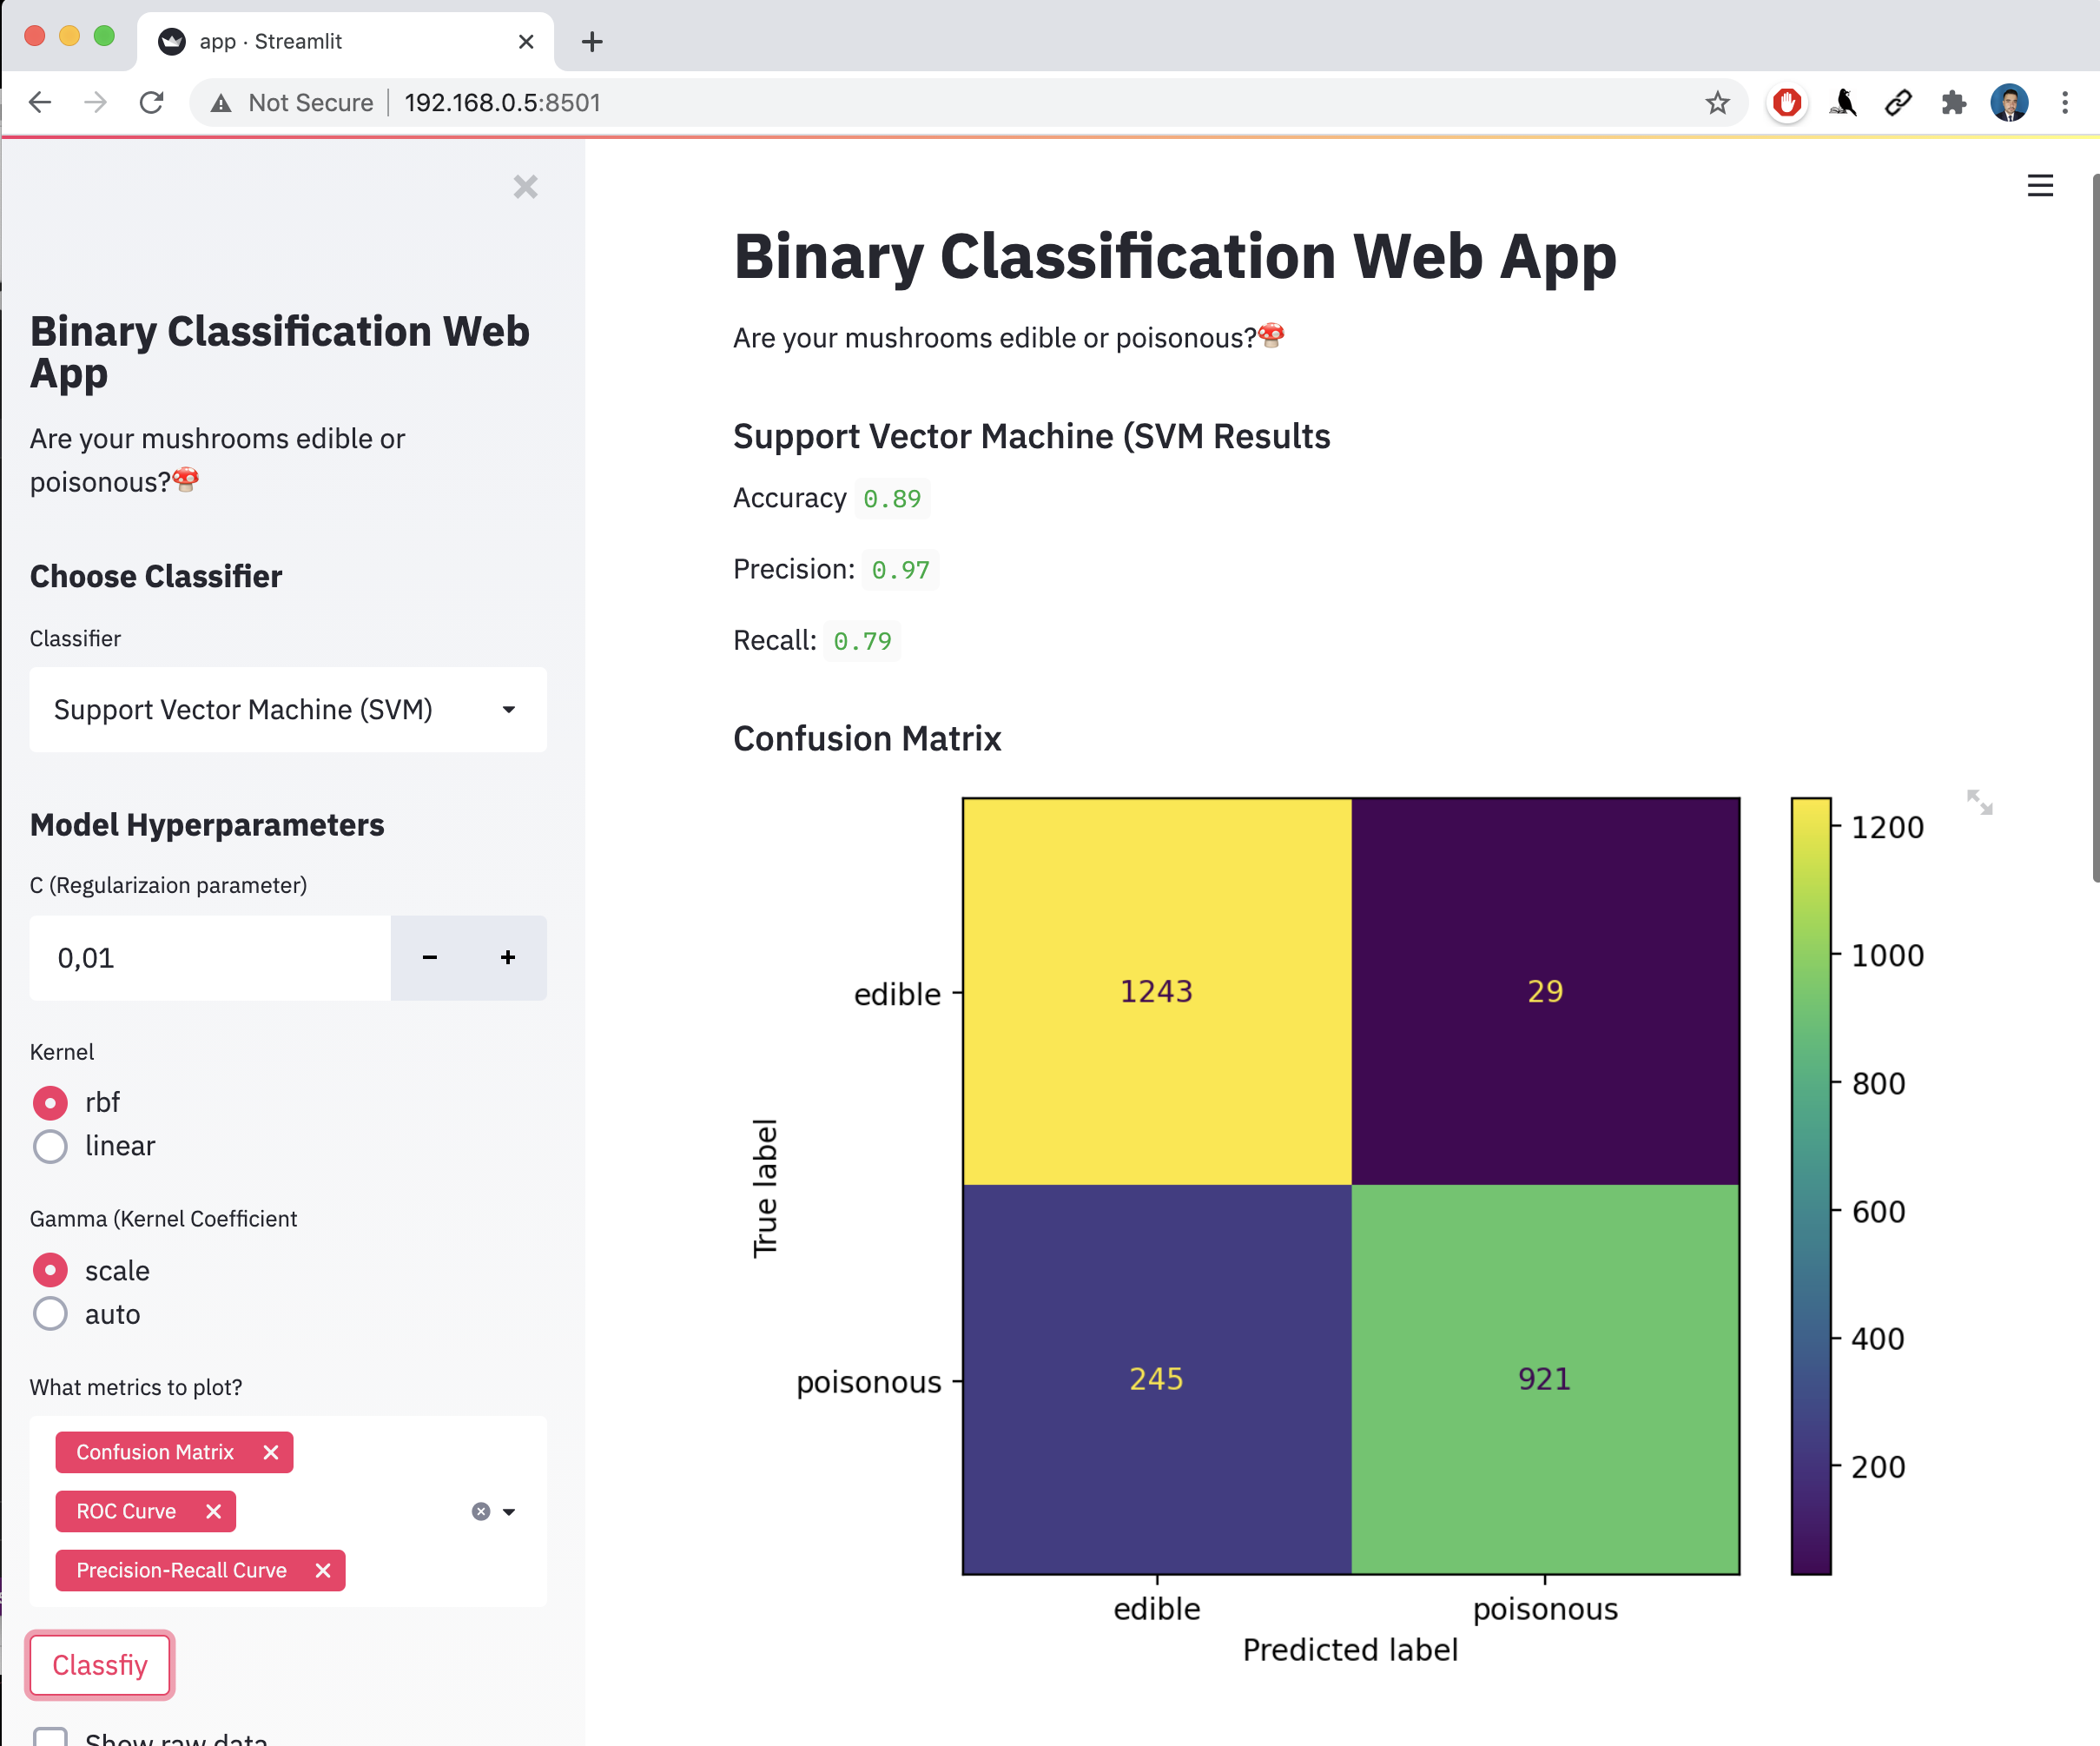 app · Streamlit
Not Secure
192.168.0.5:8501
Binary Classification Web
App
Are your mushrooms edible or
poisonous?🍄
Choose Classifier
Classifier
Support Vector Machine (SVM)
Model Hyperparameters
C (Regularizaion parameter)
0,01
Kernel
rbf
linear
Gamma (Kernel Coefficient
scale
auto
What metrics to plot?
Confusion Matrix
ROC Curve
Precision-Recall Curve
Classfiy
Show raw data
Binary Classification Web App
Are your mushrooms edible or poisonous?🍄
Support Vector Machine (SVM Results
Accuracy 0.89
Precision: 0.97
Recall: 0.79
Confusion Matrix
1200
1000
800
600
400
200
True label
edible
1243
29
poisonous
245
921
edible
poisonous
Predicted label